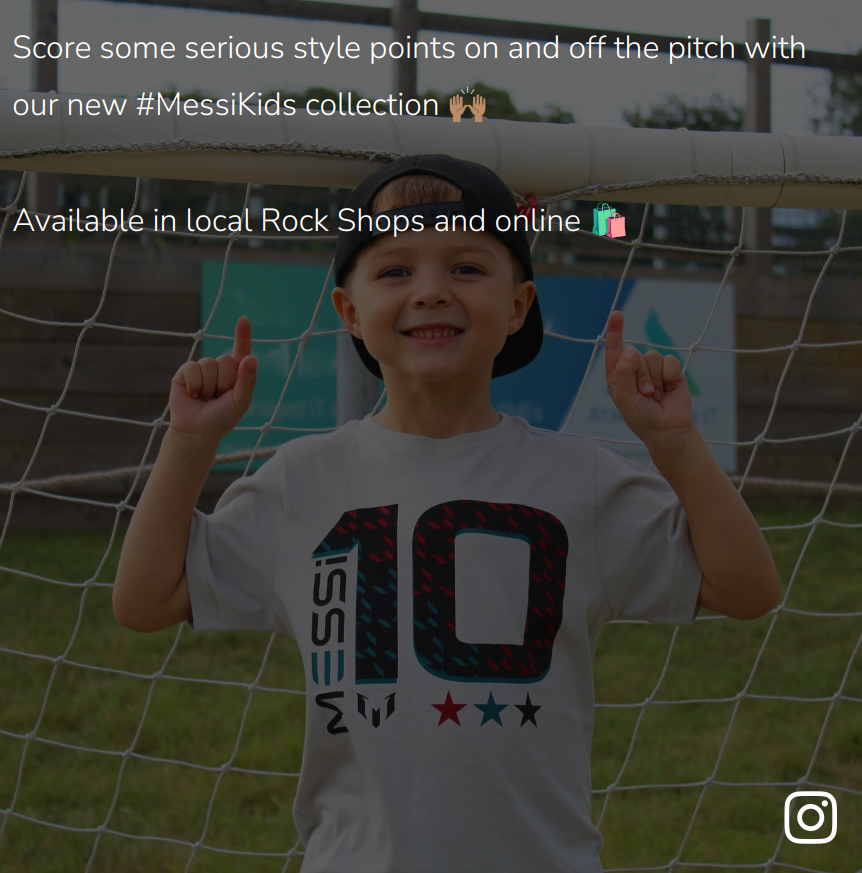 Score some serious style points on and off the pitch with
our new #MessiKids collection 🙌🏽
Available in local Rock Shops and online 🛍️
MESSI
10